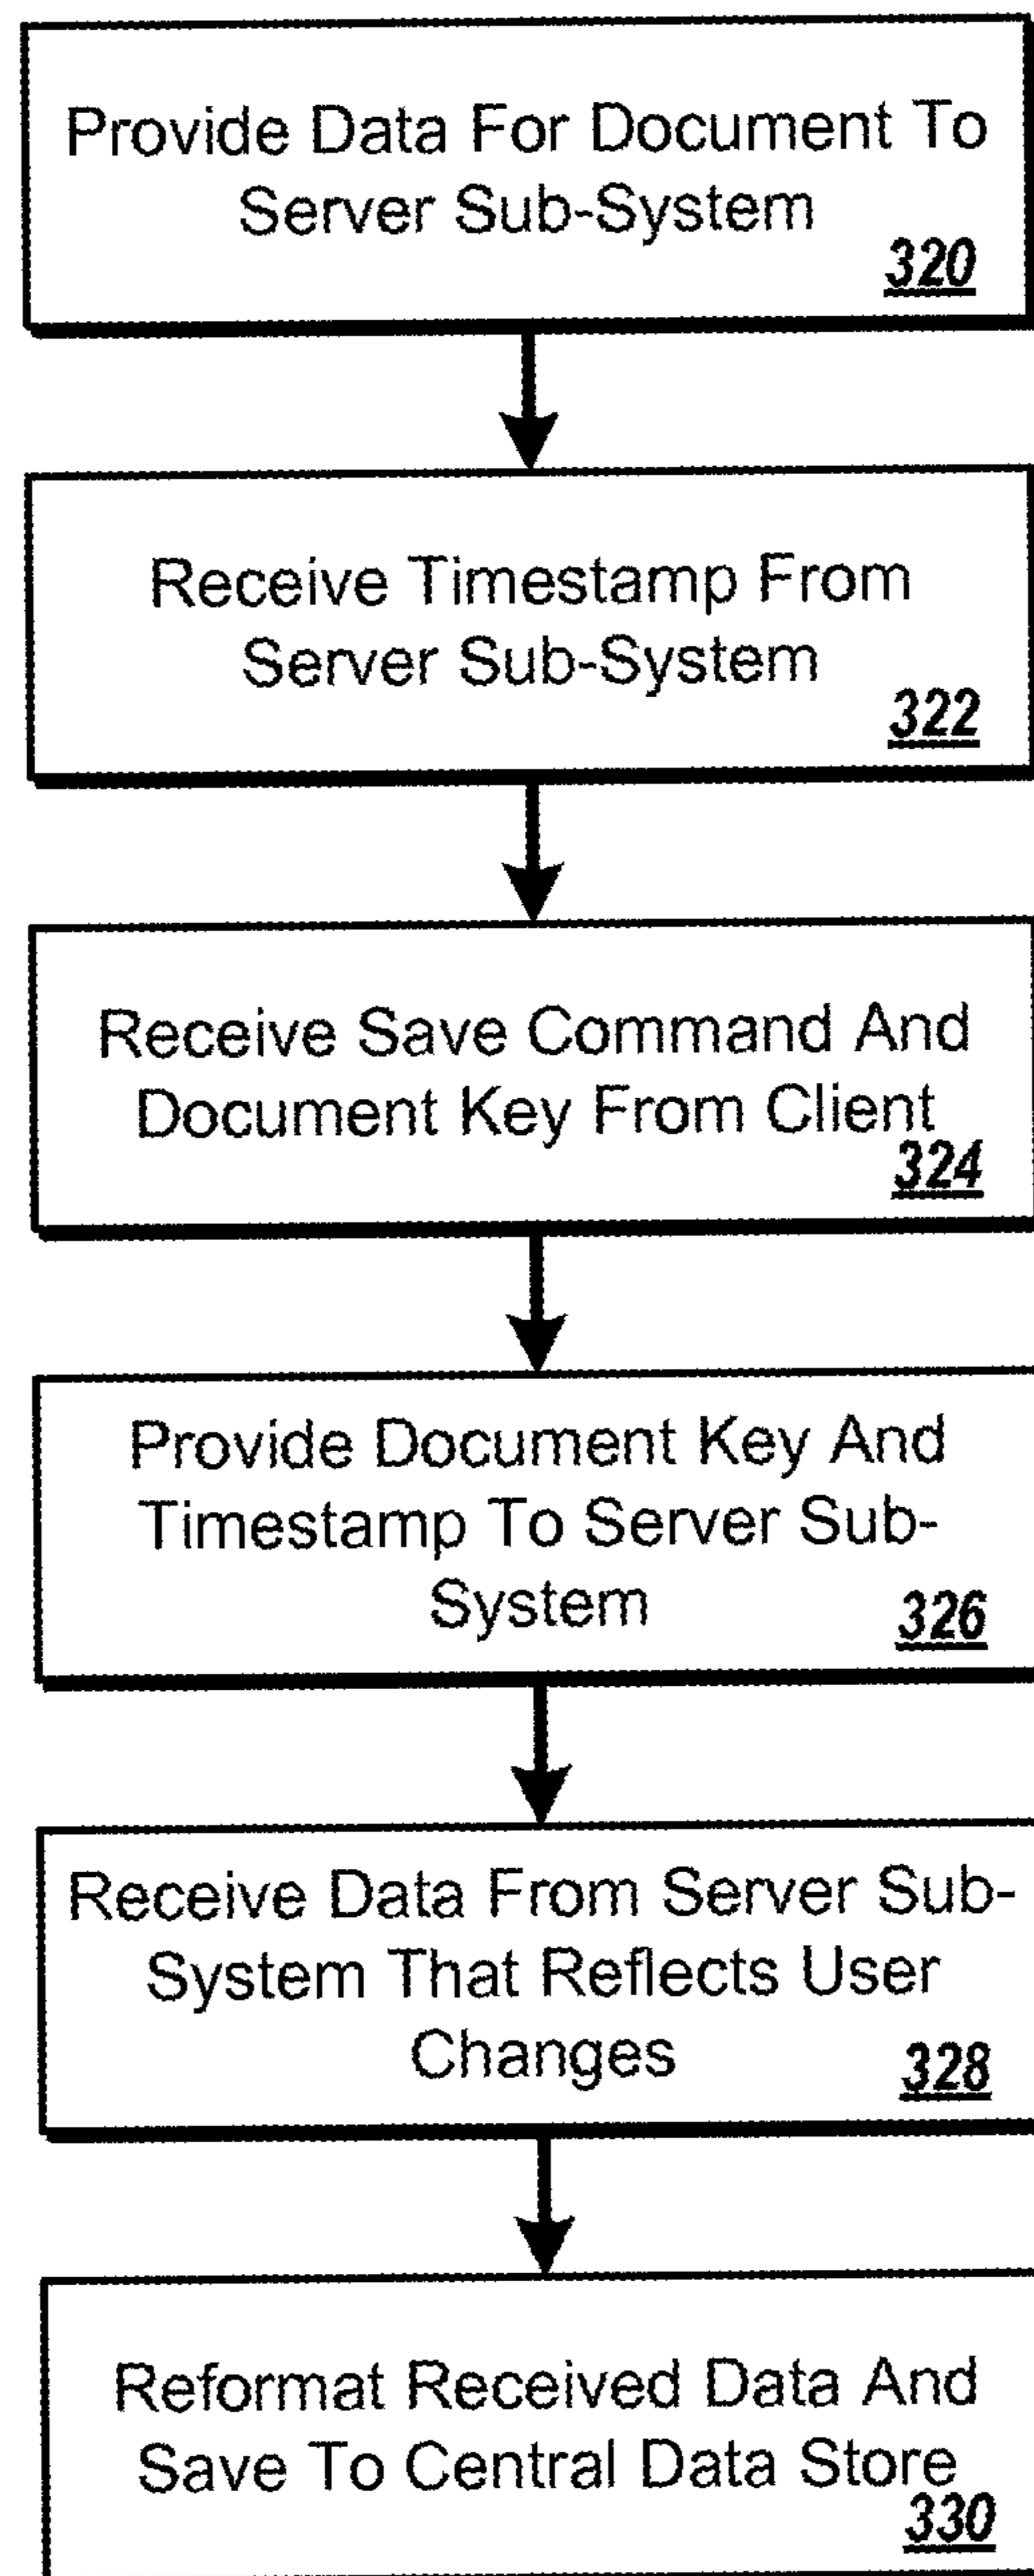 Provide Data For Document To
Server Sub-System
320
Receive Timestamp From
Server Sub-System
322
Receive Save Command And
Document Key From Client
324
Provide Document Key And
Timestamp To Server Sub-
System
326
Receive Data From Server Sub-
System That Reflects User
Changes
328
Reformat Received Data And
Save To Central Data Store
330